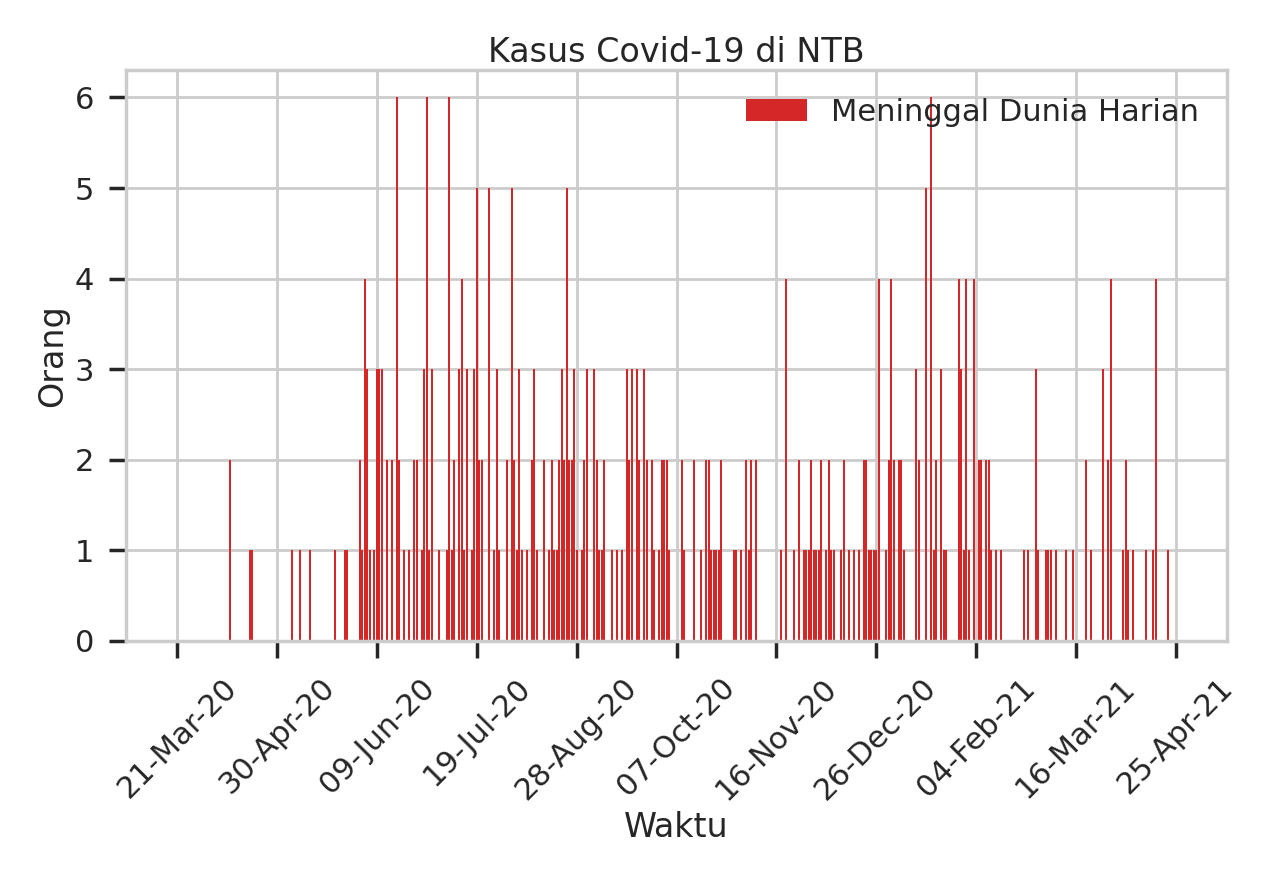 Kasus Covid-19 di NTB
Meninggal Dunia Harian
Orang
6
5
4
3
2
1
0
21-Mar-20
30-Apr-20
09-Jun-20
19-Jul-20
28-Aug-20
07-Oct-20
16-Nov-20
26-Dec-20
04-Feb-21
16-Mar-21
25-Apr-21
Waktu